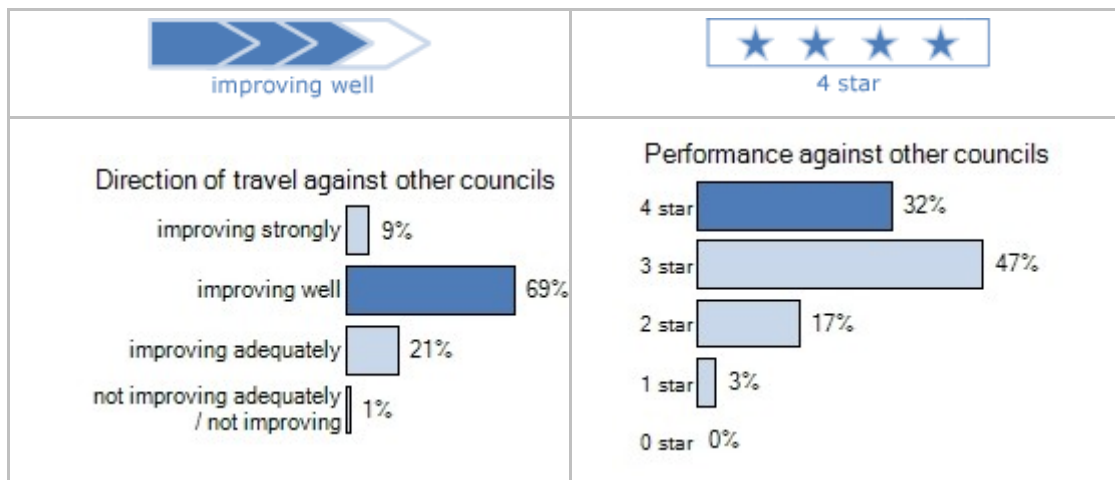 improving well
4 star
Direction of travel against other councils
improving strongly 9%
improving well 69%
improving adequately 21%
not improving adequately
/ not improving 1%
Performance against other councils
4 star 32%
3 star 47%
2 star 17%
1 star 3%
0 star 0%